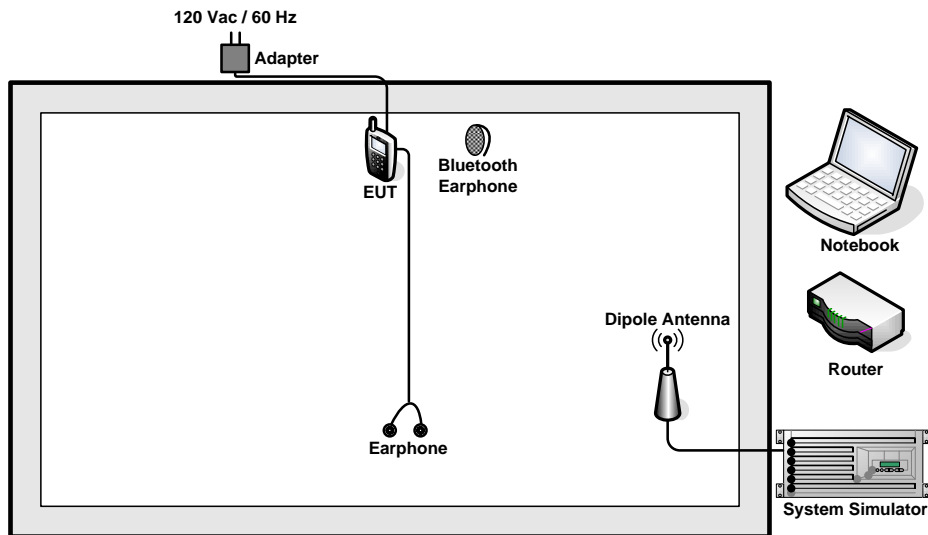 120 Vac / 60 Hz
Adapter
EUT
Bluetooth
Earphone
Notebook
Dipole Antenna
Router
Earphone
System Simulator